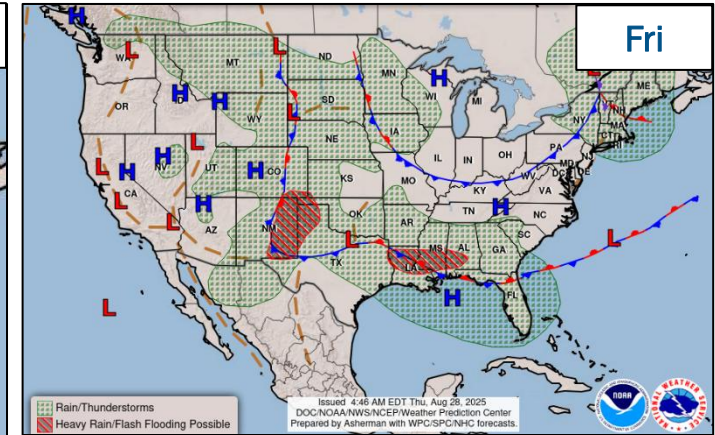 Fri
H
L
WA
MT
L
ND
MN
L
ME
H
WI
MI
NH
NY
MA
CT
RI
OR
H
ID
H
WY
L
SD
IA
PA
NJ
MD
DE
DC
H
NV
H
L
L
UT
H
CO
NE
IL
IN
OH
WV
VA
KS
MO
KY
CA
L
L
H
AZ
NM
OK
L
AR
TN
H
NC
SC
L
TX
LA
MS
AL
GA
H
FL
L
Rain/Thunderstorms
Heavy Rain/Flash Flooding Possible
Issued 4:46 AM EDT Thu, Aug 28, 2025
DOC/NOAA/NWS/NCEP/Weather Prediction Center
Prepared by Asherman with WPC/SPC/NHC forecasts.
NOAA